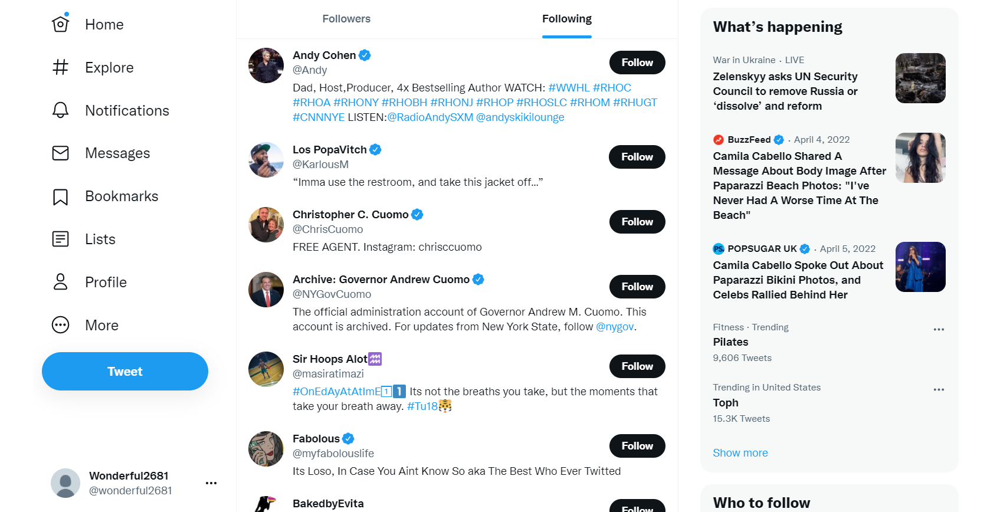 Home
Explore
Notifications
Messages
Bookmarks
Lists
Profile
More
Tweet
Wonderful2681
@wonderful2681
Followers
Following
Andy Cohen
@Andy
Follow
Dad, Host,Producer, 4x Bestselling Author WATCH: #WWHL #RHOC
#RHOA #RHONY #RHOBH #RHONJ #RHOP #RHOSLC #RHOM #RHUGT
#CNNNYE LISTEN:@RadioAndySXM @andyskikilounge
Los PopaVitch
@KarlousM
Follow
“Imma use the restroom, and take this jacket off...”
Christopher C. Cuomo
@ChrisCuomo
Follow
FREE AGENT. Instagram: chrisccuomo
Archive: Governor Andrew Cuomo
@NYGovCuomo
Follow
The official administration account of Governor Andrew M. Cuomo. This
account is archived. For updates from New York State, follow @nygov.
Sir Hoops Alot♒
@masiratimazi
Follow
#OnEdAyAtAtImE1️1️⃣ Its not the breaths you take, but the moments that
take your breath away. #Tu18🐯
Fabolous
@myfabolouslife
Follow
Its Loso, In Case You Aint Know So aka The Best Who Ever Twitted
BakedbyEvita
Follow
What’s happening
War in Ukraine · LIVE
Zelenskyy asks UN Security
Council to remove Russia or
‘dissolve’ and reform
BuzzFeed · April 4, 2022
Camila Cabello Shared A
Message About Body Image After
Paparazzi Beach Photos: "I've
Never Had A Worse Time At The
Beach"
PS.
POPSUGAR UK · April 5, 2022
Camila Cabello Spoke Out About
Paparazzi Bikini Photos, and
Celebs Rallied Behind Her
Fitness · Trending
Pilates
9,606 Tweets
Trending in United States
Toph
15.3K Tweets
Show more
Who to follow